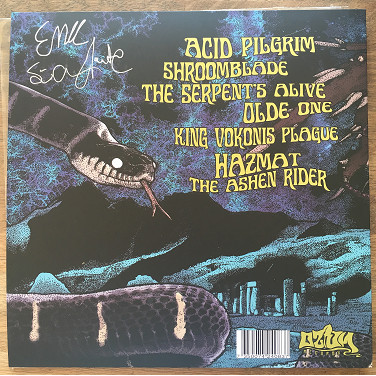 ACID PILGRIM
SHROOMBLADE
THE SERPENT'S ALIVE
OLDE ONE
KING VOKONIS PLAGUE
HAZMAT
THE ASHEN RIDER